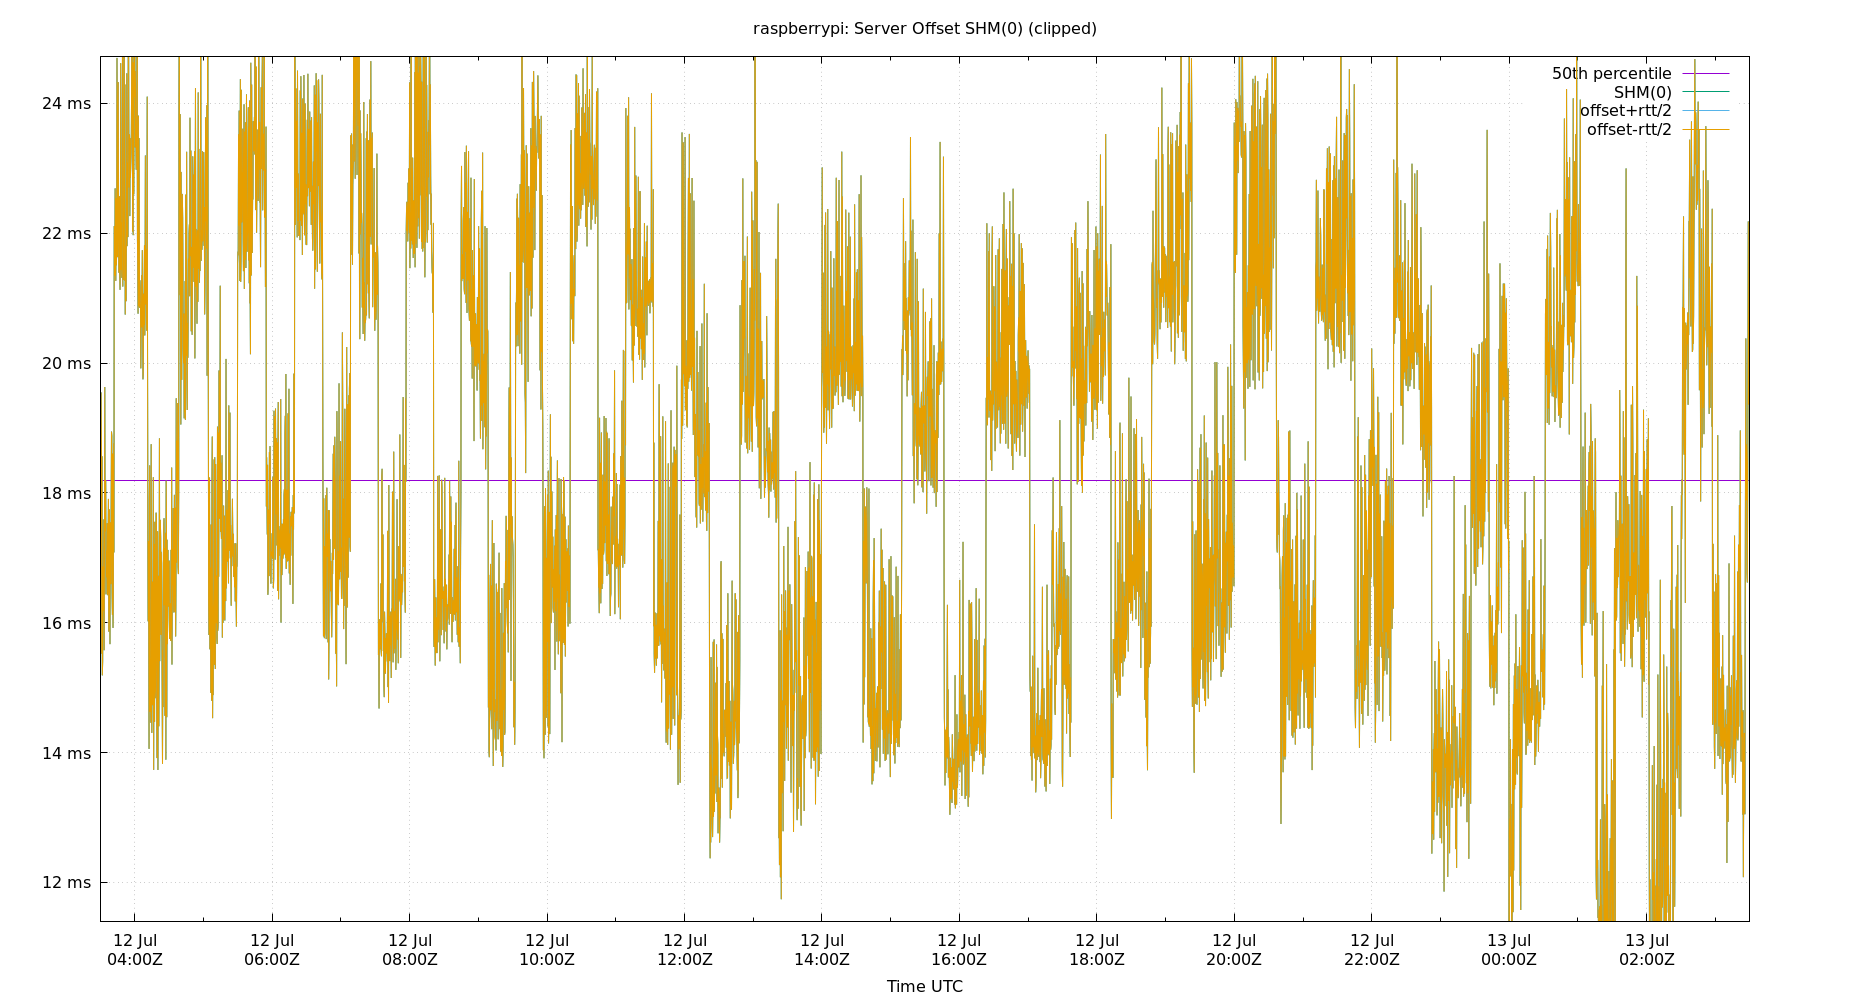 raspberrypi: Server Offset SHM(0) (clipped)
50th percentile
SHM(0)
offset+rtt/2
offset-rtt/2
24 ms
22 ms
20 ms
18 ms
16 ms
14 ms
12 ms
12 Jul 12 Jul 12 Jul 12 Jul 12 Jul 12 Jul 12 Jul 12 Jul 12 Jul 12 Jul 13 Jul 13 Jul
04:00Z 06:00Z 08:00Z 10:00Z 12:00Z 14:00Z 16:00Z 18:00Z 20:00Z 22:00Z 00:00Z 02:00Z
Time UTC